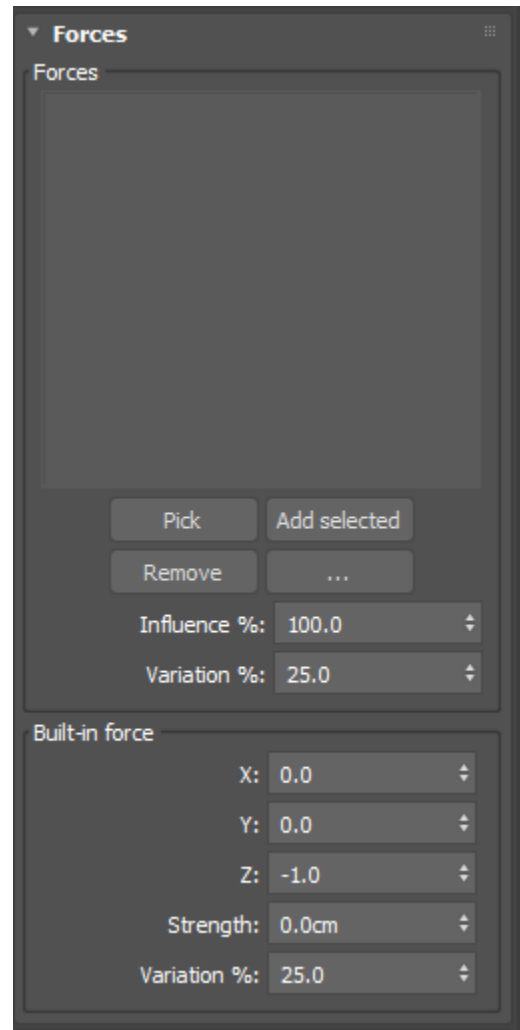 Forces
Forces
Pick Add selected
Remove ...
Influence %: 100.0
Variation %: 25.0
Built-in force
X: 0.0
Y: 0.0
Z: -1.0
Strength: 0.0cm
Variation %: 25.0